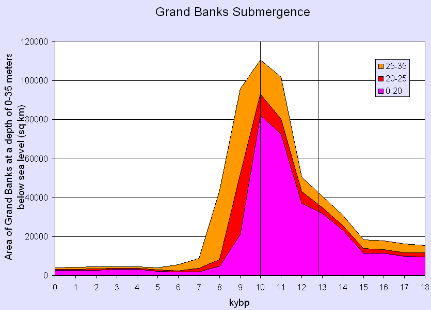 Grand Banks Submergence
Area of Grand Banks at a depth of 0-35 meters
below sea level (sq km)
120000
100000
80000
60000
40000
20000
0
25-35
20-25
0-20
0 1 2 3 4 5 6 7 8 9 10 11 12 13 14 15 16 17 18
kybp